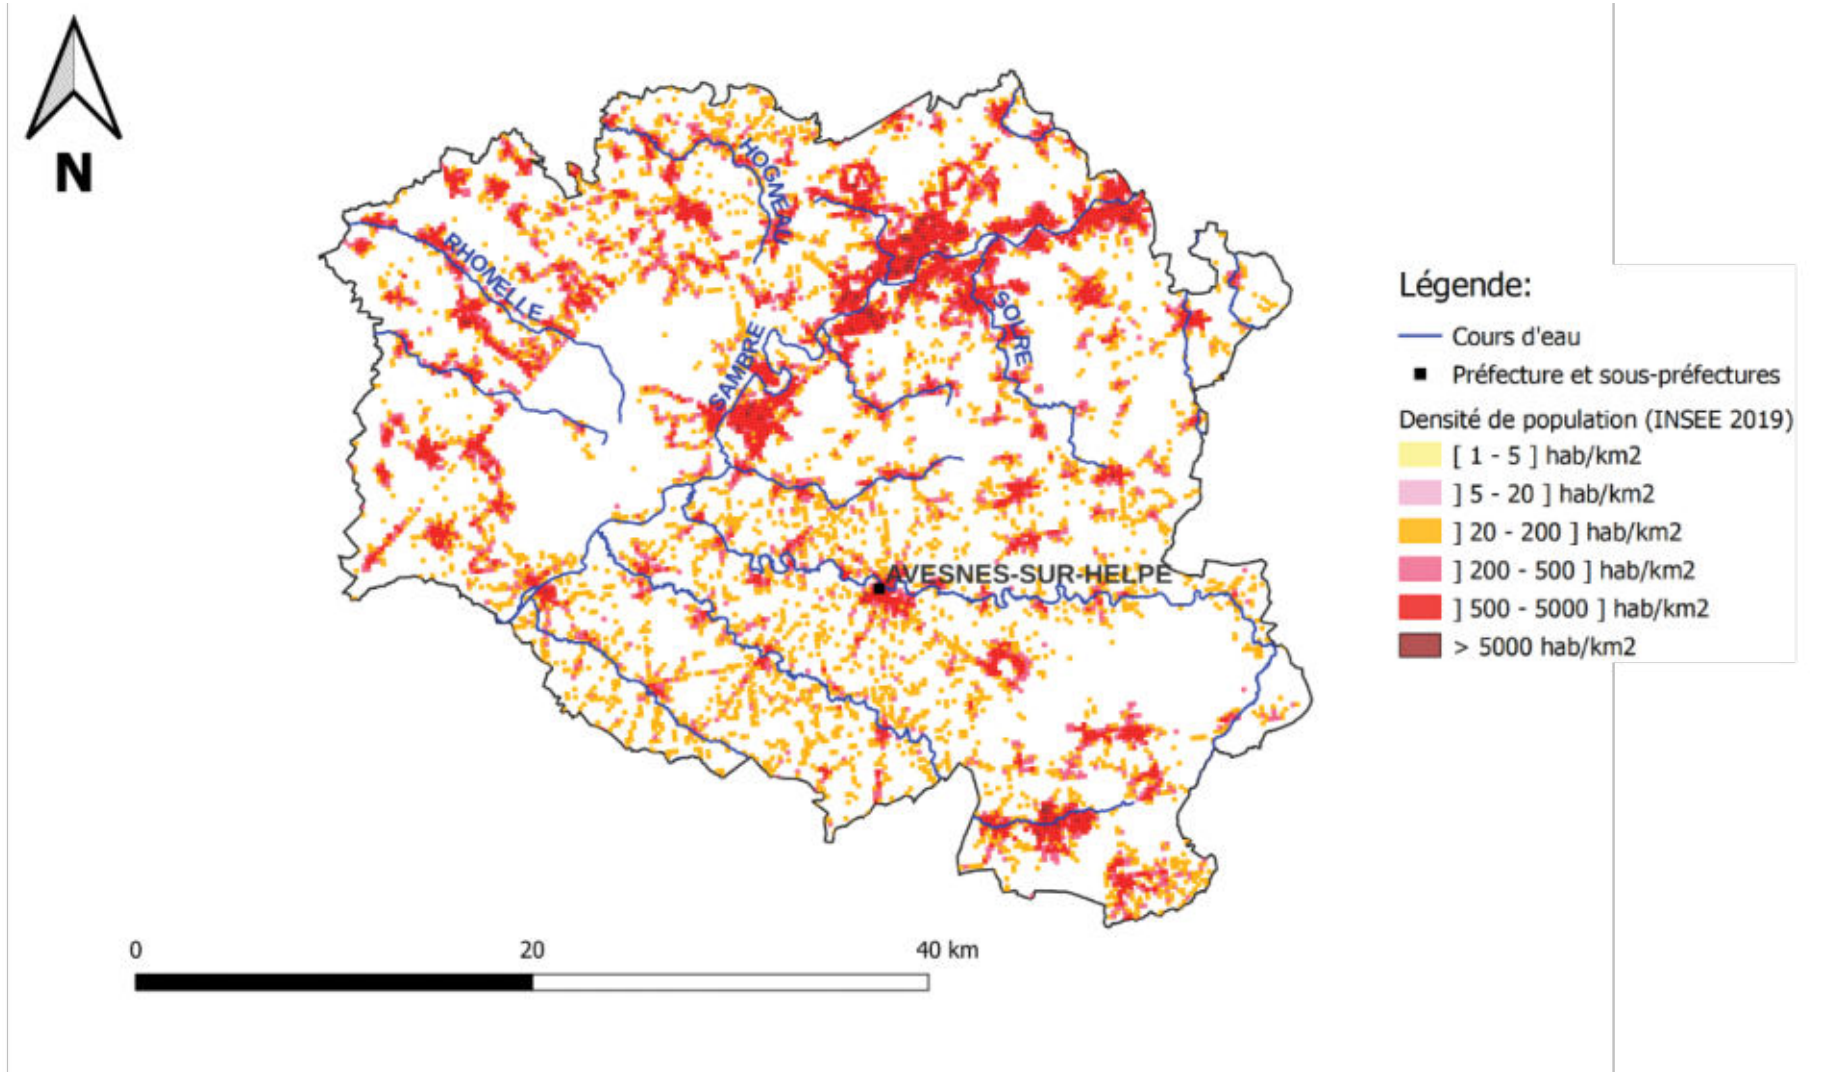 N
HOGNEAU
RHONELLE
SAMBRE
SOLRE
AVESNES-SUR-HELPE
Légende:
Cours d'eau
Préfecture et sous-préfectures
Densité de population (INSEE 2019)
[ 1 - 5 ] hab/km2
] 5 - 20 ] hab/km2
] 20 - 200 ] hab/km2
] 200 - 500 ] hab/km2
] 500 - 5000 ] hab/km2
> 5000 hab/km2
0 20 40 km